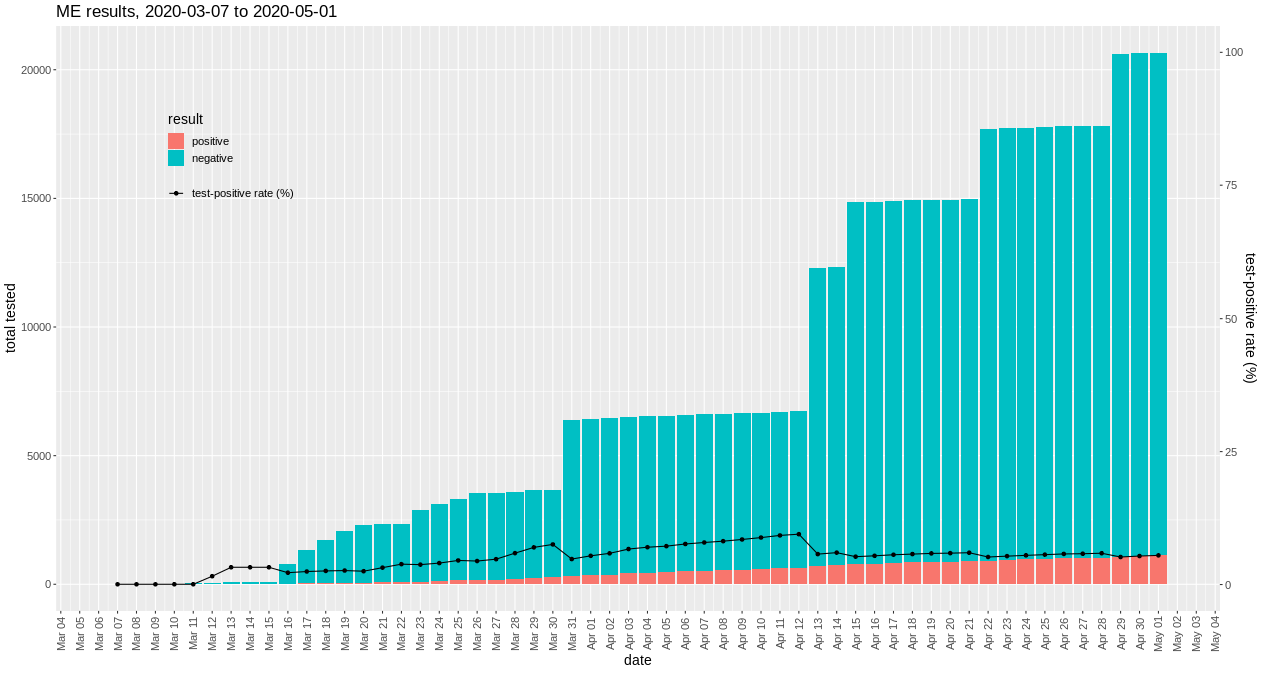 ME results, 2020-03-07 to 2020-05-01
total tested
20000
15000
10000
5000
0
result
positive
negative
test-positive rate (%)
100
75
50
25
0
test-positive rate (%)
Mar 04
Mar 05
Mar 06
Mar 07
Mar 08
Mar 09
Mar 10
Mar 11
Mar 12
Mar 13
Mar 14
Mar 15
Mar 16
Mar 17
Mar 18
Mar 19
Mar 20
Mar 21
Mar 22
Mar 23
Mar 24
Mar 25
Mar 26
Mar 27
Mar 28
Mar 29
Mar 30
Mar 31
Apr 01
Apr 02
Apr 03
Apr 04
Apr 05
Apr 06
Apr 07
Apr 08
Apr 09
Apr 10
Apr 11
Apr 12
Apr 13
Apr 14
Apr 15
Apr 16
Apr 17
Apr 18
Apr 19
Apr 20
Apr 21
Apr 22
Apr 23
Apr 24
Apr 25
Apr 26
Apr 27
Apr 28
Apr 29
Apr 30
May 01
May 02
May 03
May 04
date